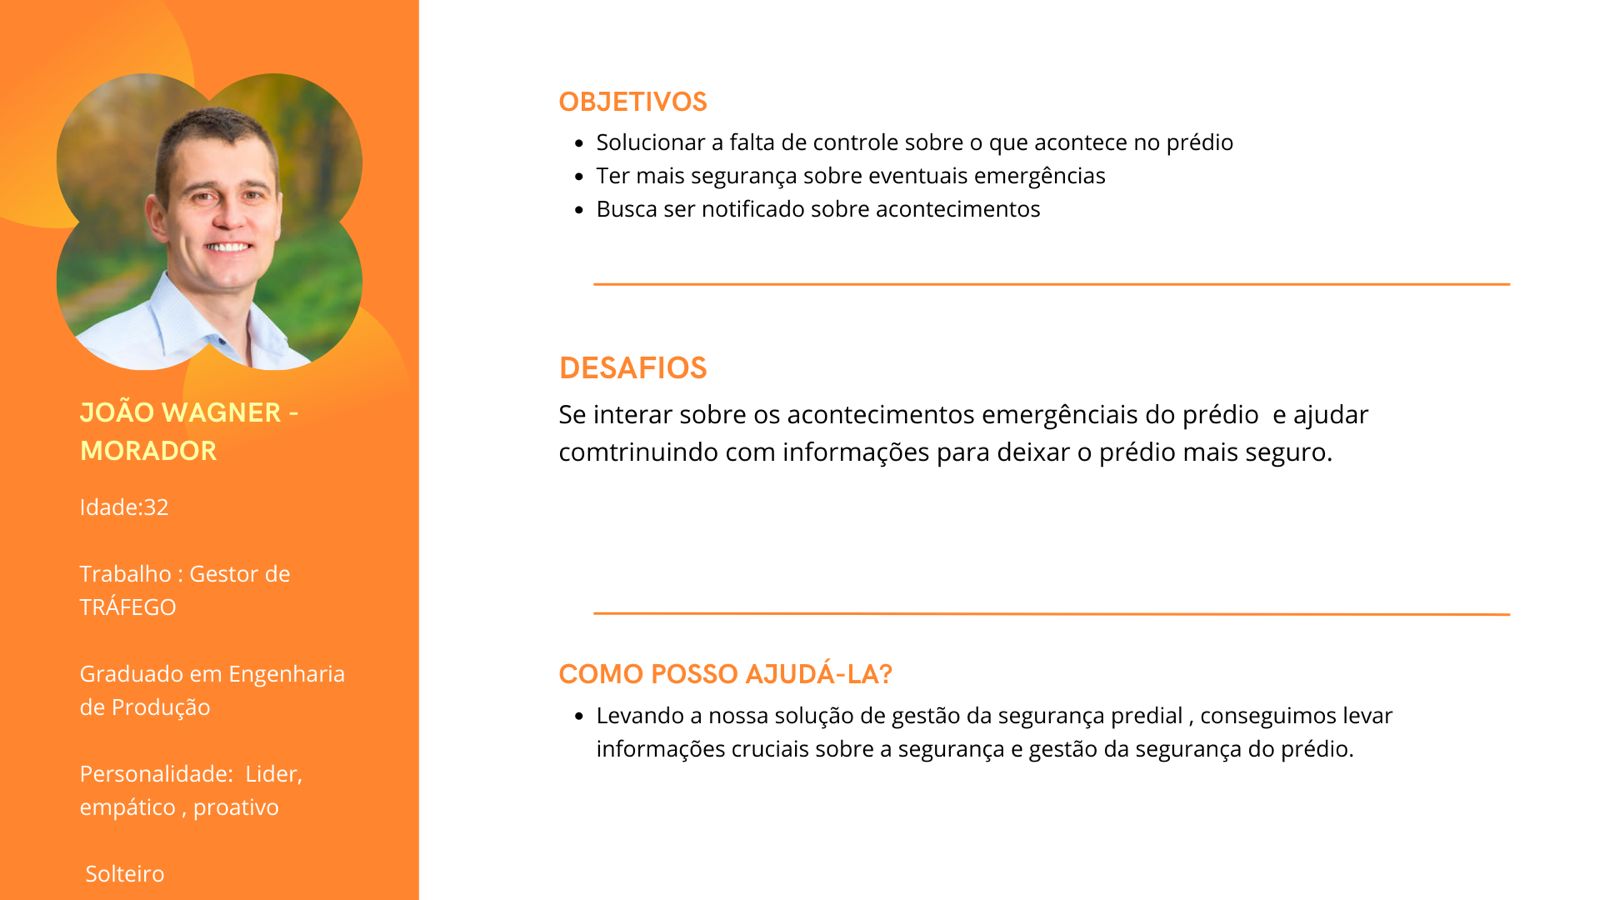 JOÃO WAGNER -
MORADOR
Idade:32
Trabalho : Gestor de
TRÁFEGO
Graduado em Engenharia
de Produção
Personalidade:  Lider,
empático , proativo
Solteiro
OBJETIVOS
• Solucionar a falta de controle sobre o que acontece no prédio
• Ter mais segurança sobre eventuais emergências
• Busca ser notificado sobre acontecimentos
DESAFIOS
Se interar sobre os acontecimentos emergênciais do prédio  e ajudar
comtrinuindo com informações para deixar o prédio mais seguro.
COMO POSSO AJUDÁ-LA?
• Levando a nossa solução de gestão da segurança predial , conseguimos levar
informações cruciais sobre a segurança e gestão da segurança do prédio.